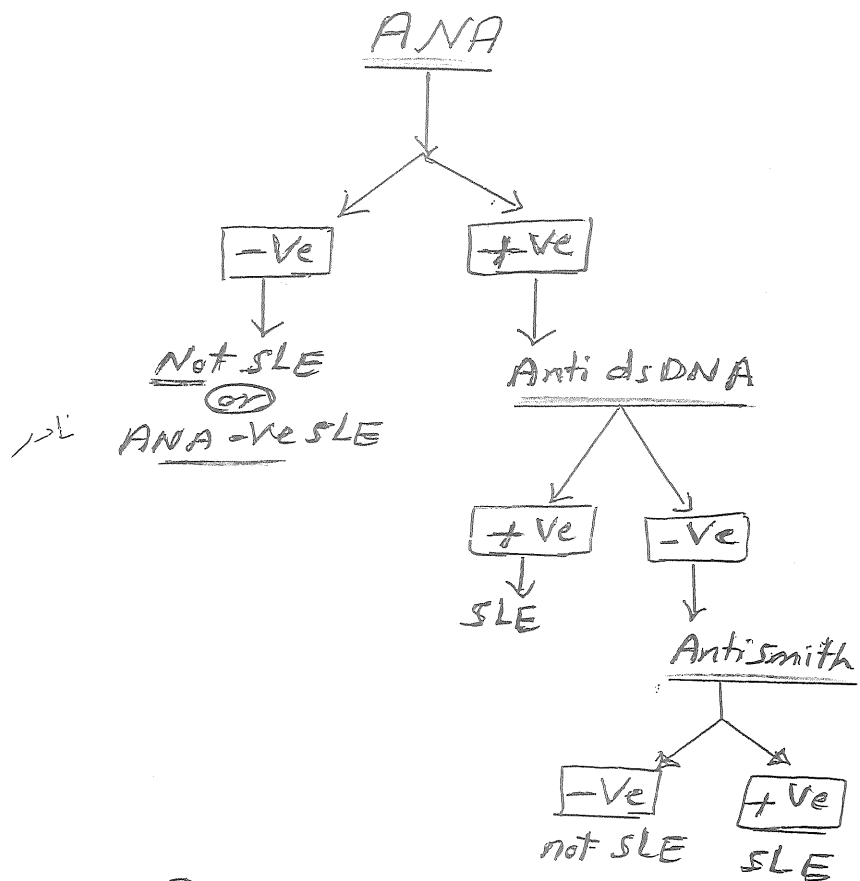 ANA
-Ve
+Ve
Not SLE
or
ANA -Ve SLE
نادر
Anti dsDNA
+ Ve
- Ve
SLE
Antismith
- Ve
+ Ve
not SLE
SLE